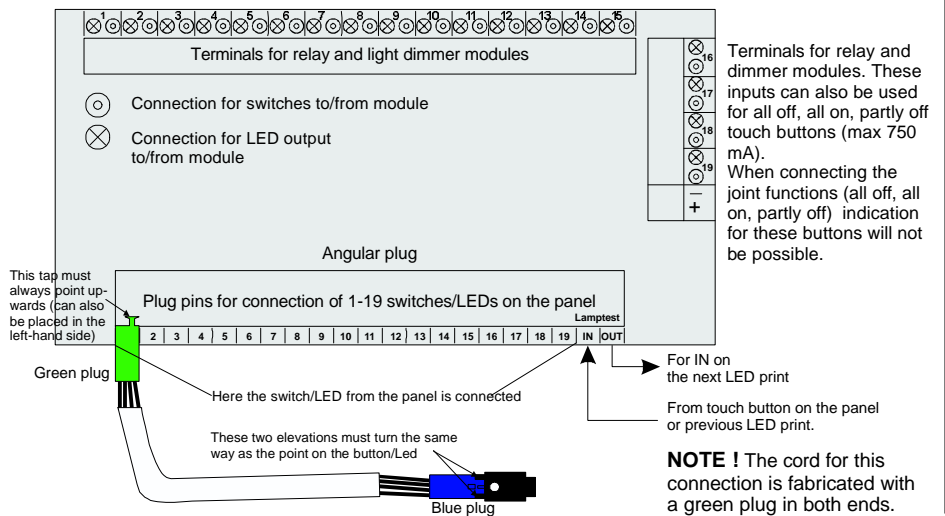 1 2 3 4 5 6 7 8 9 10 11 12 13 14 15
Terminals for relay and light dimmer modules
Connection for switches to/from module
Connection for LED output
to/from module
16
17
18
19
–
+
Terminals for relay and
dimmer modules. These
inputs can also be used
for all off, all on, partly off
touch buttons (max 750
mA).
When connecting the
joint functions (all off, all
on, partly off) indication
for these buttons will not
be possible.
Angular plug
This tap must
always point up-
wards (can also
be placed in the
left-hand side)
Plug pins for connection of 1-19 switches/LEDs on the panel
Lamptest
2 3 4 5 6 7 8 9 10 11 12 13 14 15 16 17 18 19 IN OUT
Green plug
Here the switch/LED from the panel is connected
For IN on
the next LED print
From touch button on the panel
or previous LED print.
These two elevations must turn the same
way as the point on the button/Led
Blue plug
NOTE ! The cord for this
connection is fabricated with
a green plug in both ends.